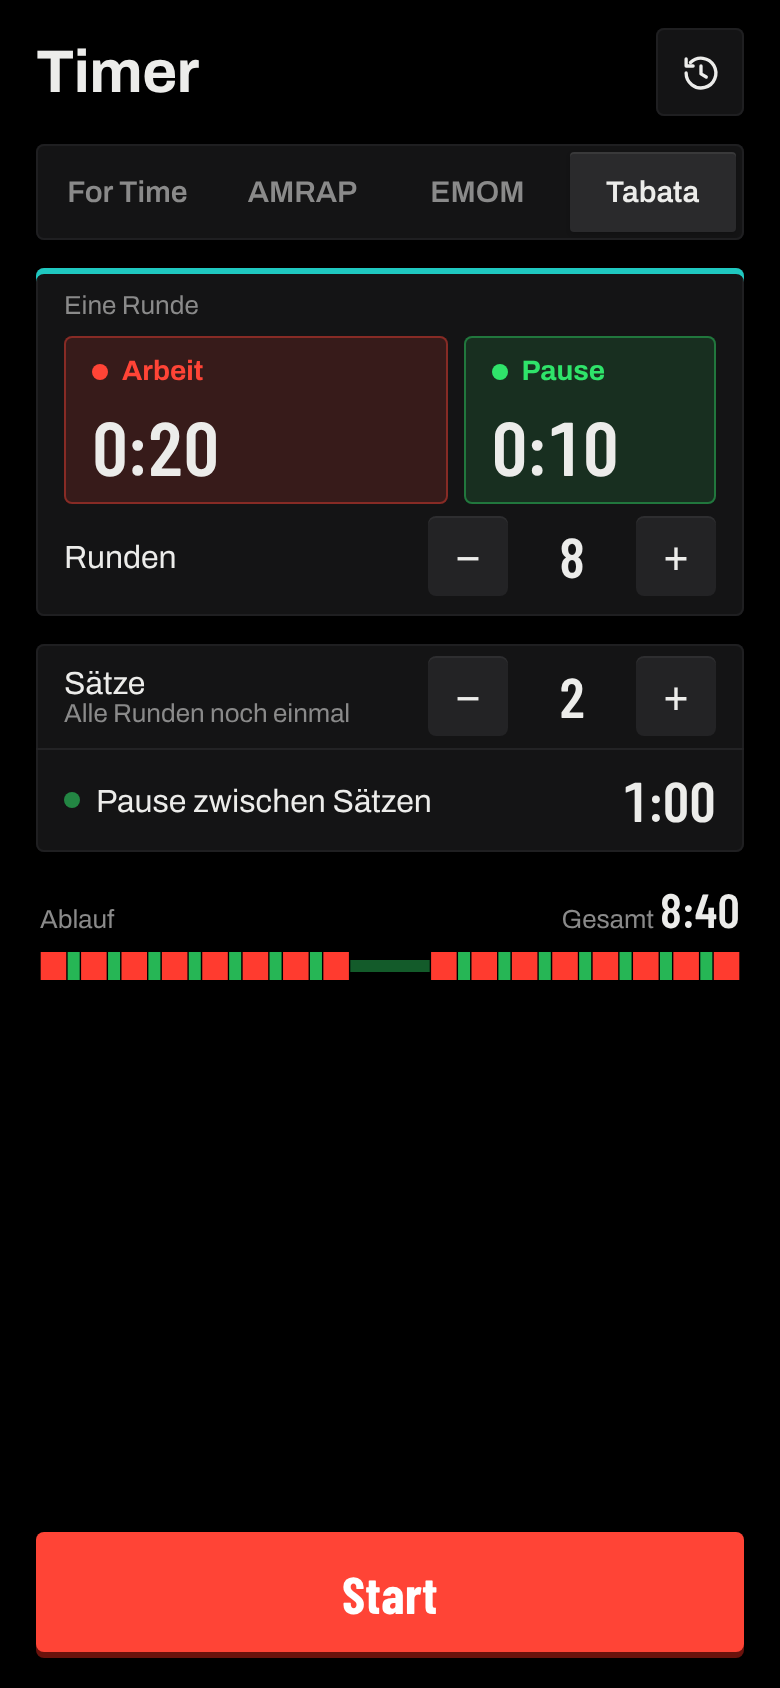 Timer
For Time AMRAP EMOM Tabata
Eine Runde
Arbeit Pause
0:20 0:10
Runden − 8 +
Sätze − 2 +
Alle Runden noch einmal
Pause zwischen Sätzen 1:00
Ablauf Gesamt 8:40
Start